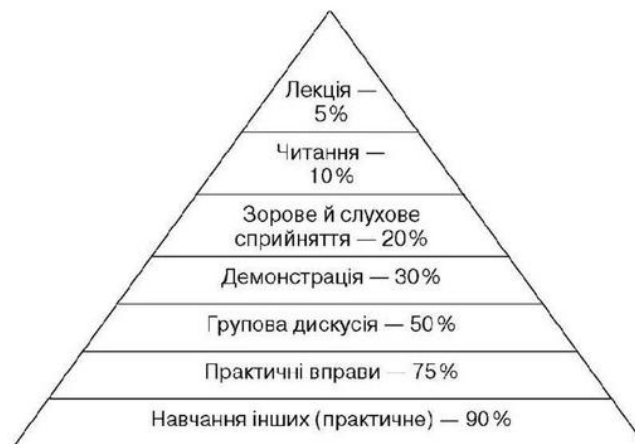 Лекція —
5%
Читання —
10%
Зорове й слухове
сприйняття — 20%
Демонстрація — 30%
Групова дискусія — 50%
Практичні вправи — 75%
Навчання інших (практичне) — 90%